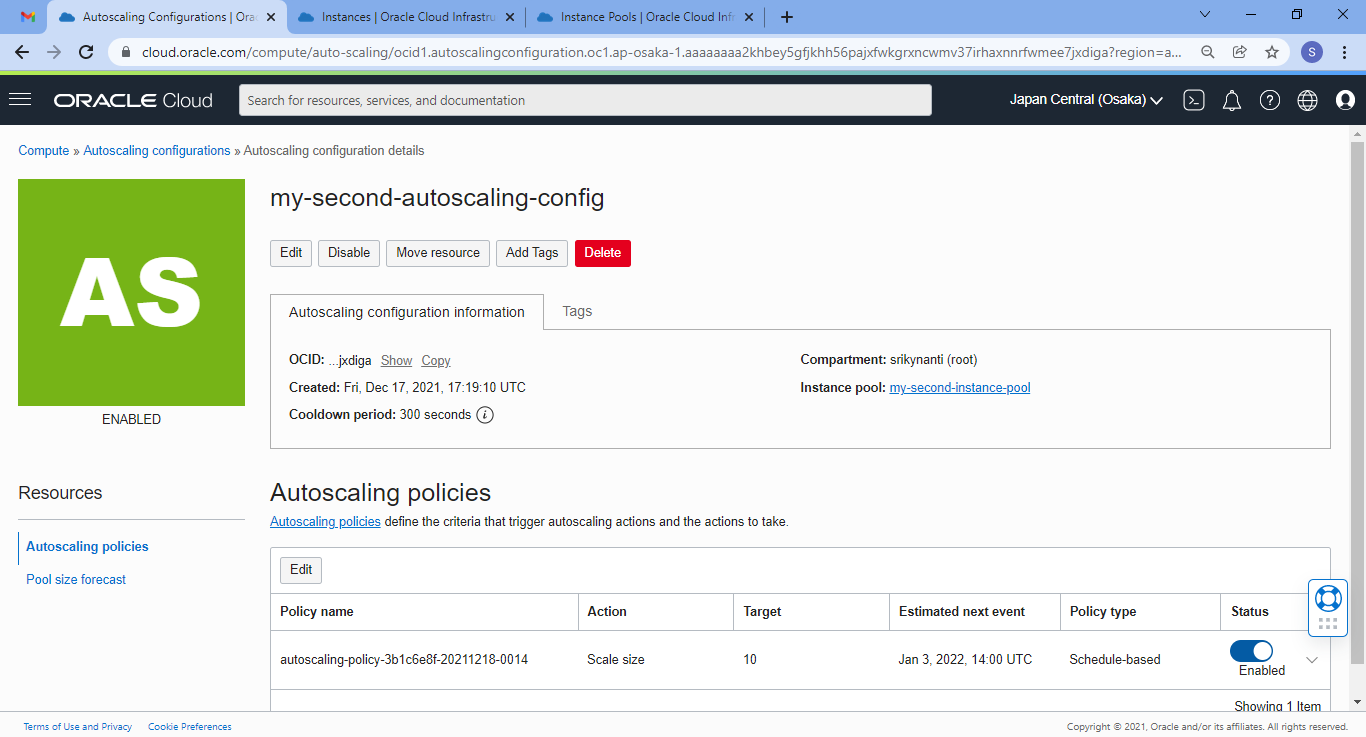 Autoscaling Configurations | Orac
Instances | Oracle Cloud Infrastru
Instance Pools | Oracle Cloud Infr
cloud.oracle.com/compute/auto-scaling/ocid1.autoscalingconfiguration.oc1.ap-osaka-1.aaaaaaaa2khbey5gfjkhh56pajxfwkgrxncwmv37irhaxnnrfwmee7jxdiga?region=a...
S
ORACLE Cloud
Search for resources, services, and documentation
Japan Central (Osaka)
Compute » Autoscaling configurations » Autoscaling configuration details
AS
ENABLED
my-second-autoscaling-config
Edit Disable Move resource Add Tags Delete
Autoscaling configuration information Tags
OCID: ...jxdiga Show Copy
Compartment: srikynanti (root)
Created: Fri, Dec 17, 2021, 17:19:10 UTC
Instance pool: my-second-instance-pool
Cooldown period: 300 seconds
Resources
Autoscaling policies
Pool size forecast
Autoscaling policies
Autoscaling policies define the criteria that trigger autoscaling actions and the actions to take.
Edit
Policy name Action Target Estimated next event Policy type Status
autoscaling-policy-3b1c6e8f-20211218-0014 Scale size 10 Jan 3, 2022, 14:00 UTC Schedule-based Enabled
Showing 1 Item
Terms of Use and Privacy Cookie Preferences
Copyright © 2021, Oracle and/or its affiliates. All rights reserved.